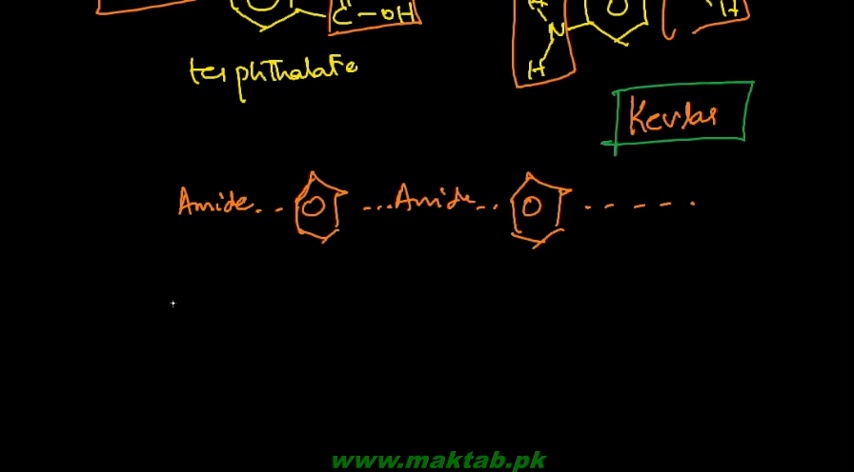 C – OH
H
N
H
H
terphthalate
Kevlar
Amide.. ...Amide.. ......
www.maktab.pk